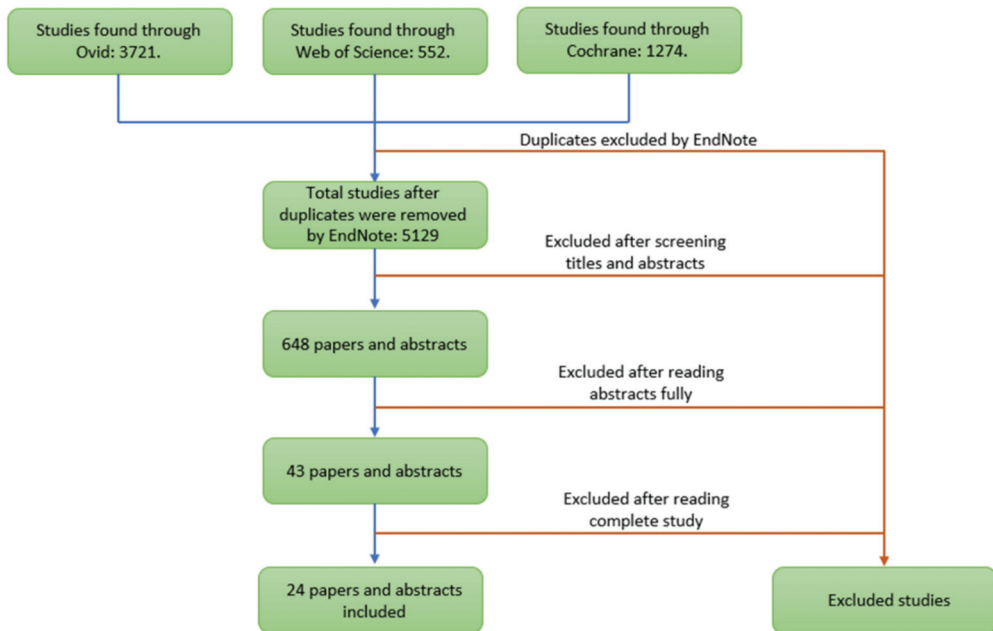 Studies found through
Ovid: 3721.
Studies found through
Web of Science: 552.
Studies found through
Cochrane: 1274.
Duplicates excluded by EndNote
Total studies after
duplicates were removed
by EndNote: 5129
Excluded after screening
titles and abstracts
648 papers and abstracts
Excluded after reading
abstracts fully
43 papers and abstracts
Excluded after reading
complete study
24 papers and abstracts
included
Excluded studies